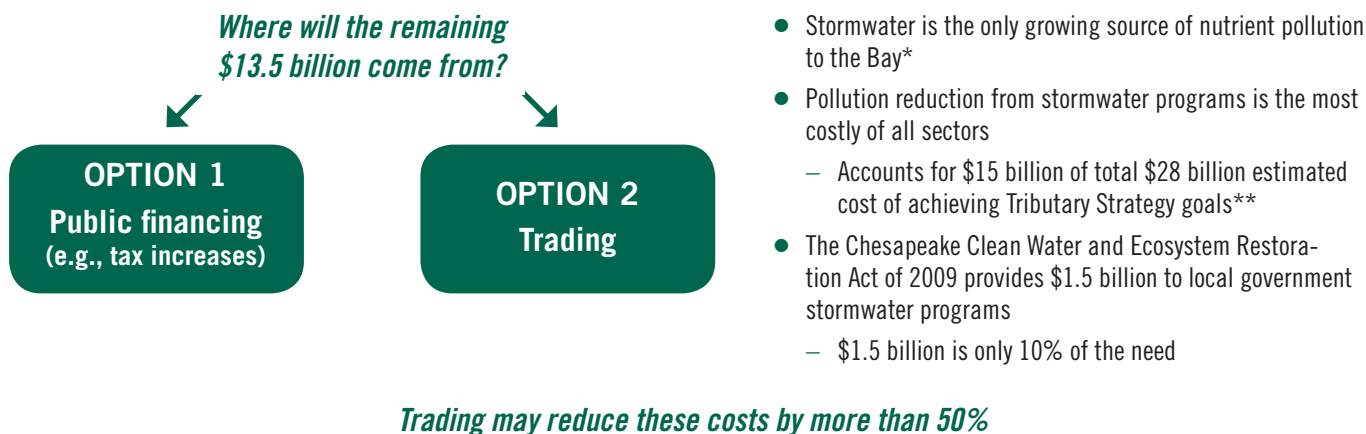 Where will the remaining
$13.5 billion come from?
OPTION 1
Public financing
(e.g., tax increases)
OPTION 2
Trading
● Stormwater is the only growing source of nutrient pollution
to the Bay*
● Pollution reduction from stormwater programs is the most
costly of all sectors
– Accounts for $15 billion of total $28 billion estimated
cost of achieving Tributary Strategy goals**
● The Chesapeake Clean Water and Ecosystem Restora-
tion Act of 2009 provides $1.5 billion to local government
stormwater programs
– $1.5 billion is only 10% of the need
Trading may reduce these costs by more than 50%